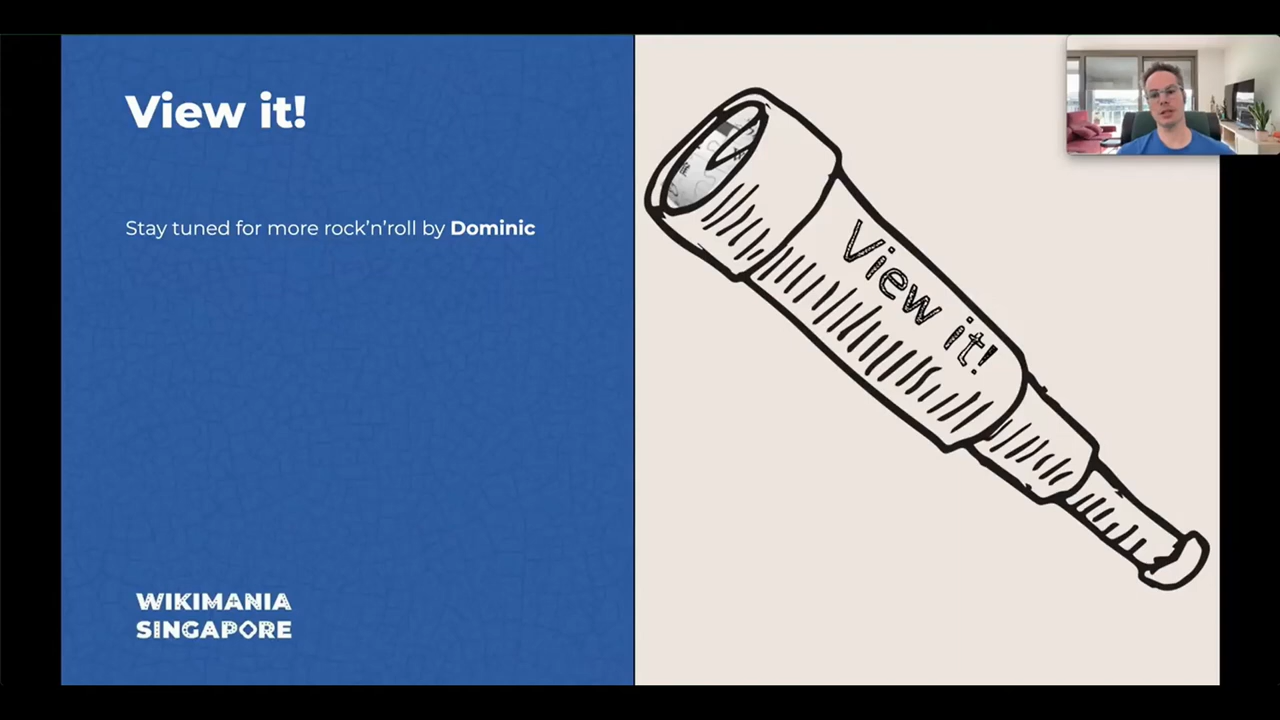 View it!
Stay tuned for more rock’n’roll by Dominic
View it!
WIKIMANIA
SINGAPORE